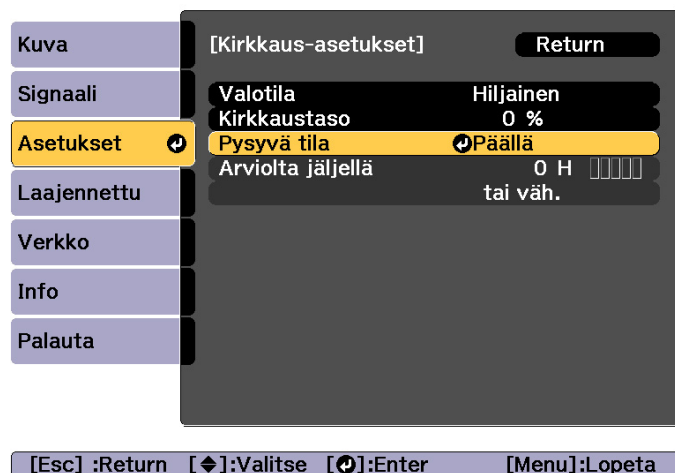 Kuva
Signaali
Asetukset
Laajennettu
Verkko
Info
Palauta
[Kirkkaus-asetukset] Return
Valotila Hiljainen
Kirkkaustaso 0 %
Pysyvä tila Päällä
Arviolta jäljellä 0 H
tai väh.
[Esc] :Return [◆]:Valitse [↵]:Enter [Menu]:Lopeta